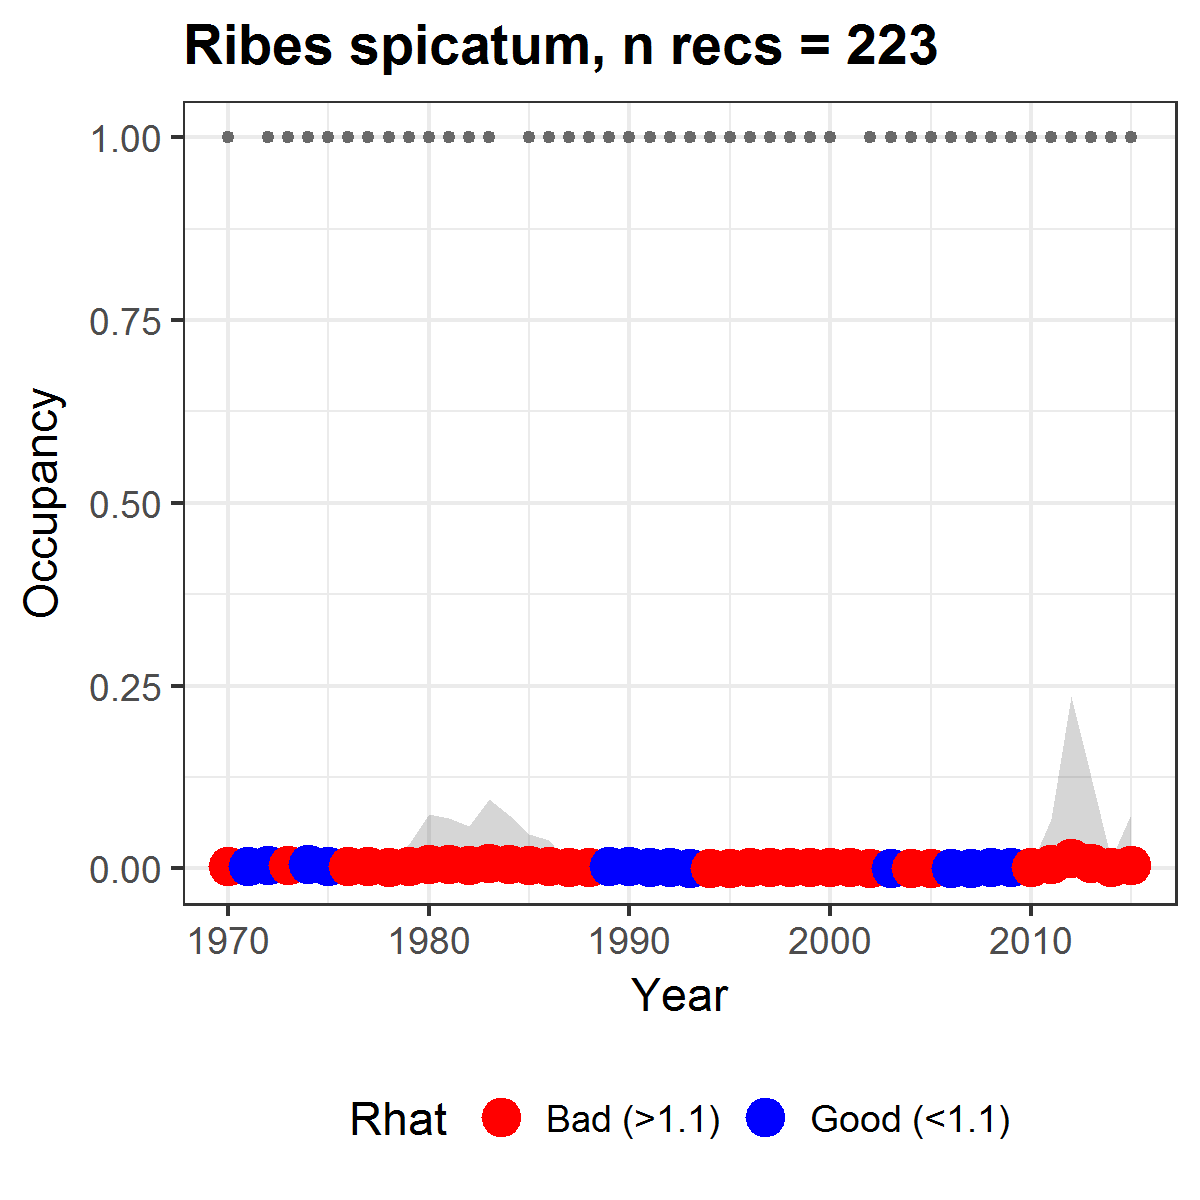 Ribes spicatum, n recs = 223
1.00
0.75
0.50
0.25
0.00
Occupancy
1970 1980 1990 2000 2010
Year
Rhat Bad (>1.1) Good (<1.1)